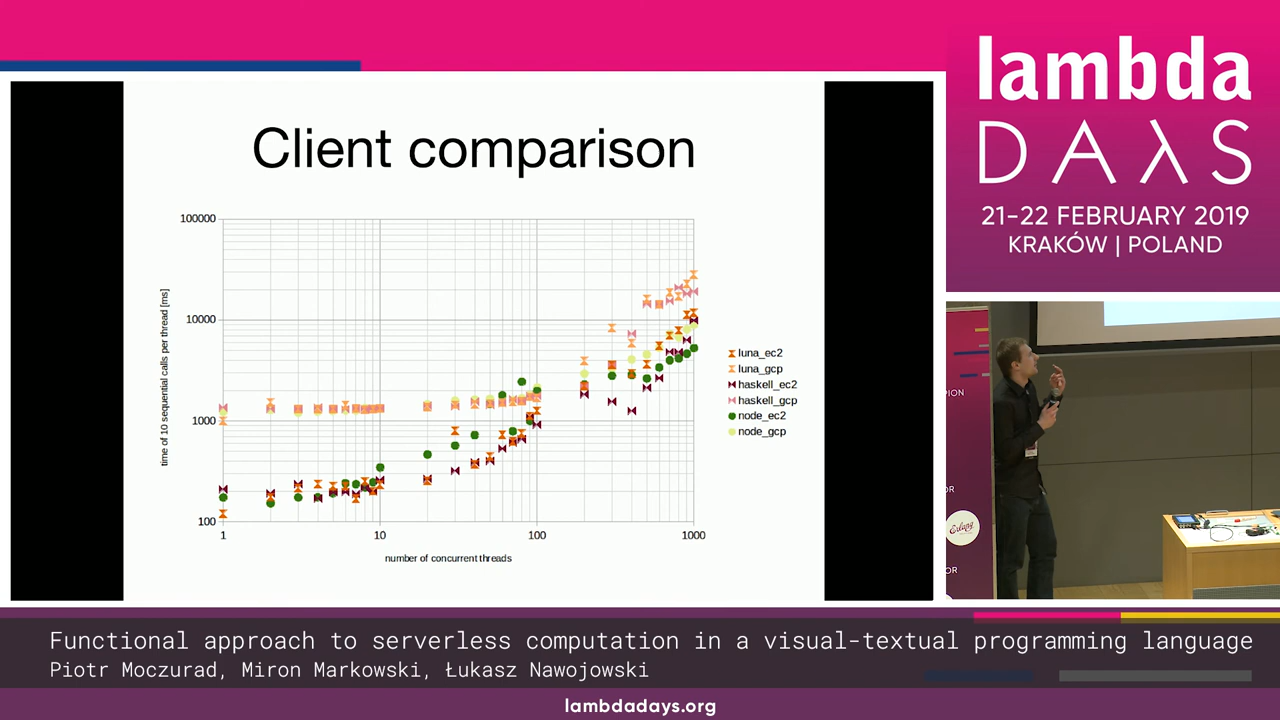 lambda
DAλS
21–22 FEBRUARY 2019
KRAKÓW | POLAND
Client comparison
100000
10000
1000
100
time of 10 sequential calls per thread [ms]
1
10
100
1000
number of concurrent threads
luna_ec2
luna_gcp
haskell_ec2
haskell_gcp
node_ec2
node_gcp
Erlang
Functional approach to serverless computation in a visual-textual programming language
Piotr Moczurad, Miron Markowski, Łukasz Nawojowski
lambdadays.org